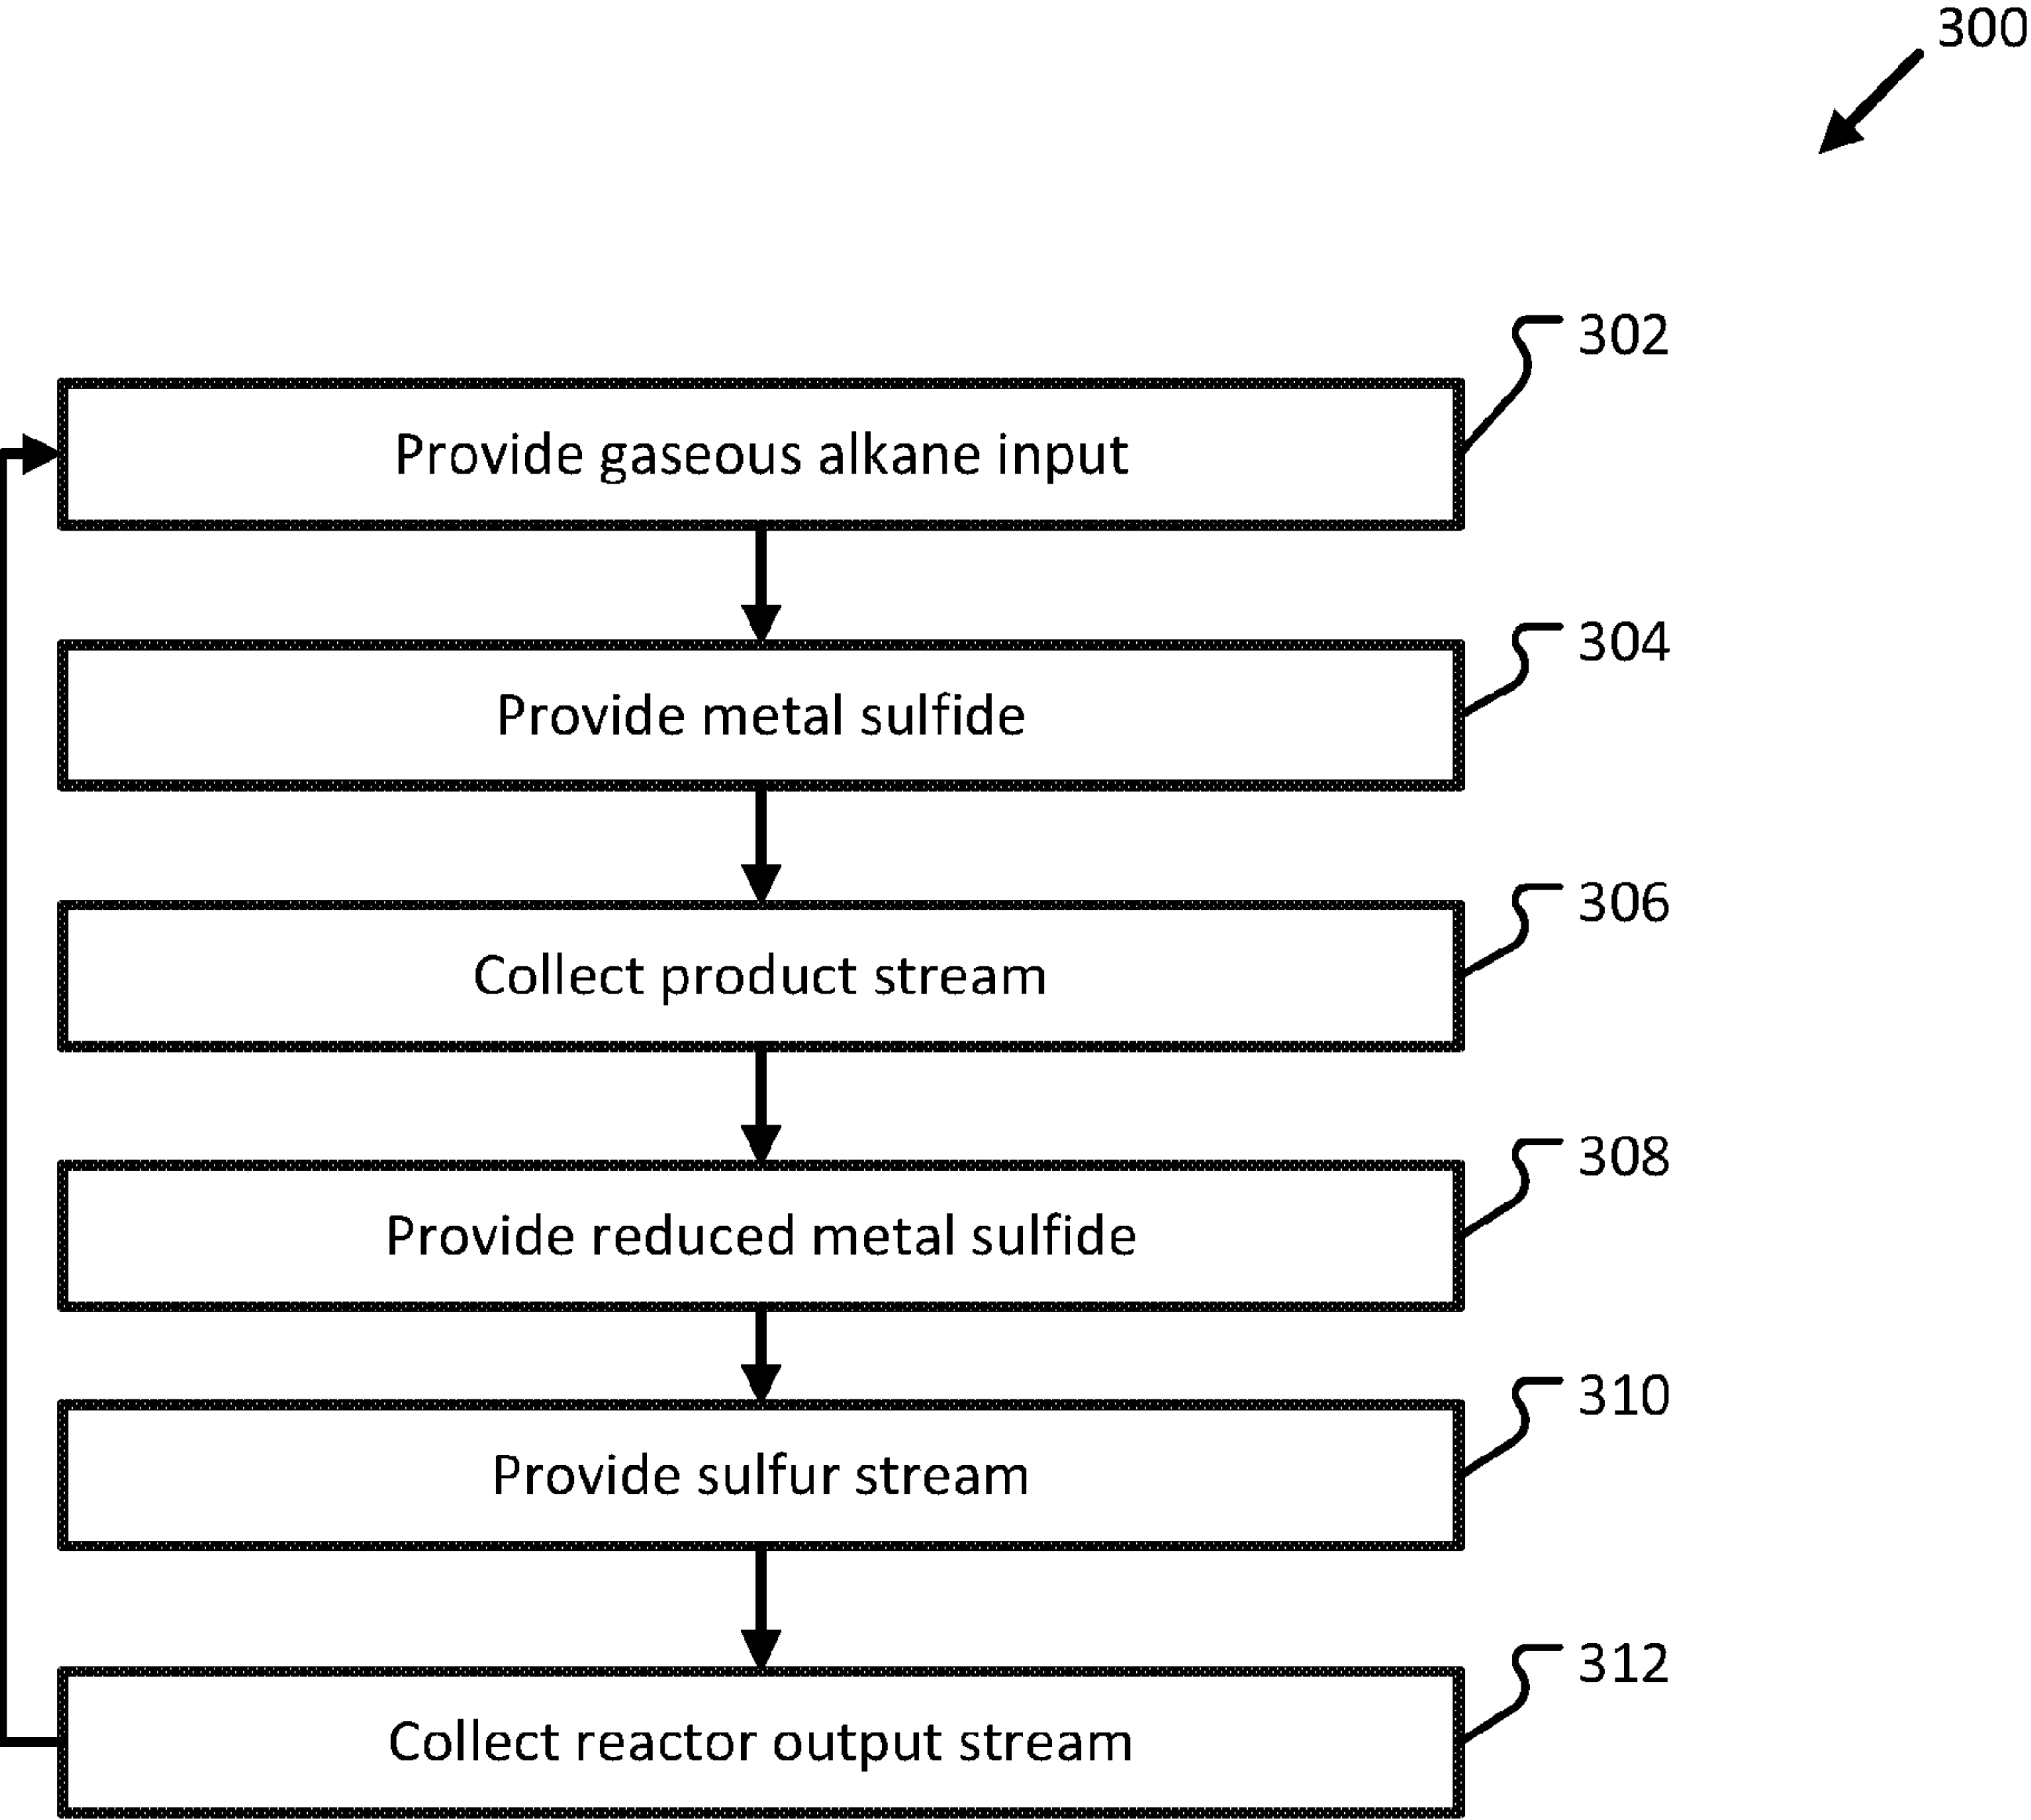 300
302
Provide gaseous alkane input
304
Provide metal sulfide
306
Collect product stream
308
Provide reduced metal sulfide
310
Provide sulfur stream
312
Collect reactor output stream